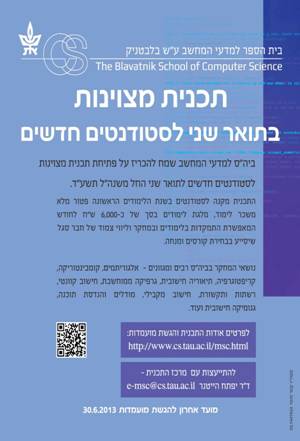 בית הספר למדעי המחשב ע"ש בלבטניק
The Blavatnik School of Computer Science
תכנית מצוינות
בתואר שני לסטודנטים חדשים
ביה"ס למדעי המחשב שמח להכריז על פתיחת תכנית מצוינות
לסטודנטים חדשים לתואר שני החל משנה"ל תשע"ד.
התכנית מקנה לסטודנטים בשנת הלימודים הראשונה פטור מלא
משכר לימוד, מלגת לימודים בסך של כ-6,000 ש"ח לחודש
המאפשרת התמקדות בלימודים ובמחקר וליווי צמוד של חבר סגל
שיסייע בבחירת קורסים ומנחה.
נושאי המחקר בביה"ס רבים ומגוונים - אלגוריתמים, קומבינטוריקה,
קריפטוגרפיה, תיאוריה חישובית, גרפיקה ממוחשבת, חישוב קוונטי,
רשתות ותקשורת, חישוב מקבילי, מודלים והנדסת תוכנה,
גנומיקה חישובית ועוד.
לפרטים אודות התכנית והגשת מועמדות:
http://www.cs.tau.ac.il/msc.html
להתייעצות עם מרכז התכנית -
ד"ר יפתח הייטנר e-msc@cs.tau.ac.il
מועד אחרון להגשת מועמדות 30.6.2013